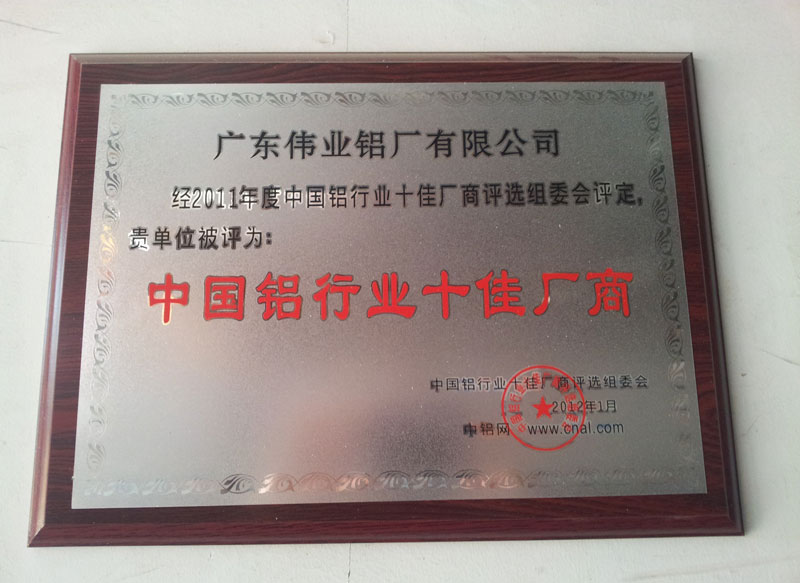 广东伟业铝厂有限公司
经2011年度中国铝行业十佳厂商评选组委会评定,
贵单位被评为:
中国铝行业十佳厂商
中国铝行业十佳厂商评选组委会
2012年1月
中铝网 www.cnal.com